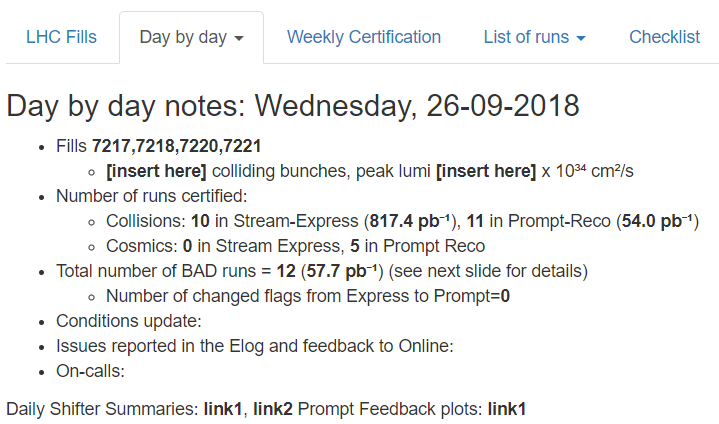 LHC Fills Day by day Weekly Certification List of runs Checklist
Day by day notes: Wednesday, 26-09-2018
• Fills 7217,7218,7220,7221
◦ [insert here] colliding bunches, peak lumi [insert here] x 10³⁴ cm²/s
• Number of runs certified:
◦ Collisions: 10 in Stream-Express (817.4 pb⁻¹), 11 in Prompt-Reco (54.0 pb⁻¹)
◦ Cosmics: 0 in Stream Express, 5 in Prompt Reco
• Total number of BAD runs = 12 (57.7 pb⁻¹) (see next slide for details)
◦ Number of changed flags from Express to Prompt=0
• Conditions update:
• Issues reported in the Elog and feedback to Online:
• On-calls:
Daily Shifter Summaries: link1, link2 Prompt Feedback plots: link1